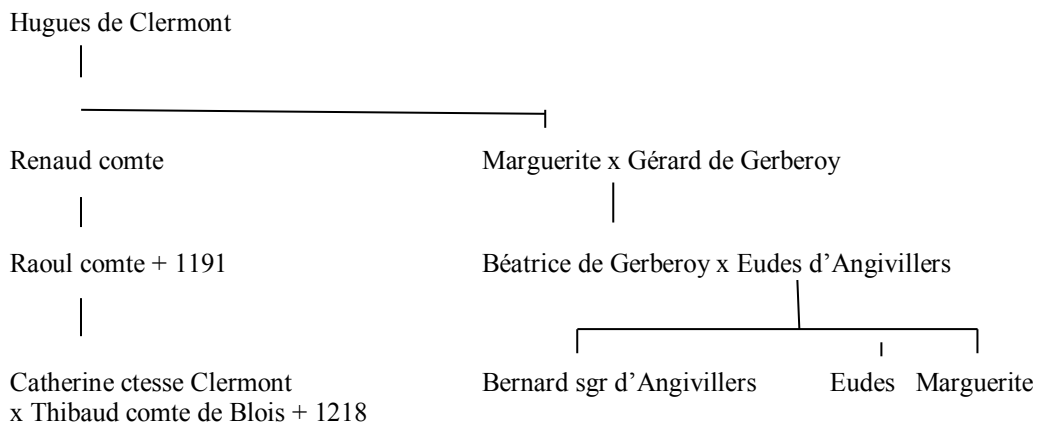 Hugues de Clermont
Renaud comte Marguerite x Gérard de Gerberoy
Raoul comte + 1191 Béatrice de Gerberoy x Eudes d’Angivillers
Catherine ctesse Clermont Bernard sgr d’Angivillers Eudes Marguerite
x Thibaud comte de Blois + 1218